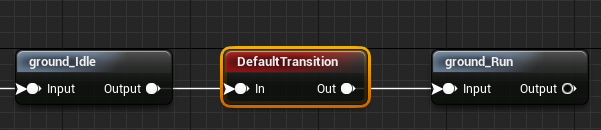 ground_Idle
Input Output
DefaultTransition
In Out
ground_Run
Input Output